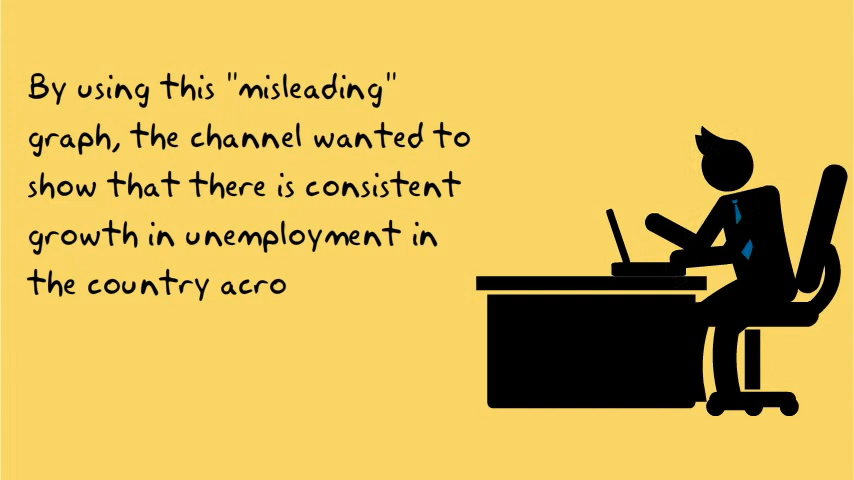 By using this "misleading"
graph, the channel wanted to
show that there is consistent
growth in unemployment in
the country acro